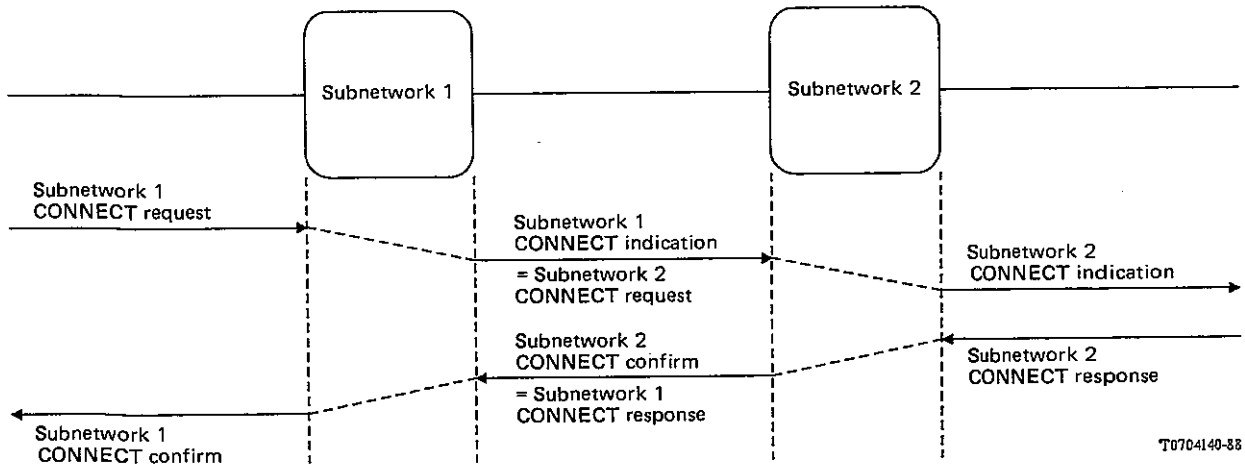 Subnetwork 1
Subnetwork 2
Subnetwork 1
CONNECT request
Subnetwork 1
CONNECT indication
= Subnetwork 2
CONNECT request
Subnetwork 2
CONNECT indication
Subnetwork 2
CONNECT confirm
= Subnetwork 1
CONNECT response
Subnetwork 2
CONNECT response
Subnetwork 1
CONNECT confirm
T0704140-88